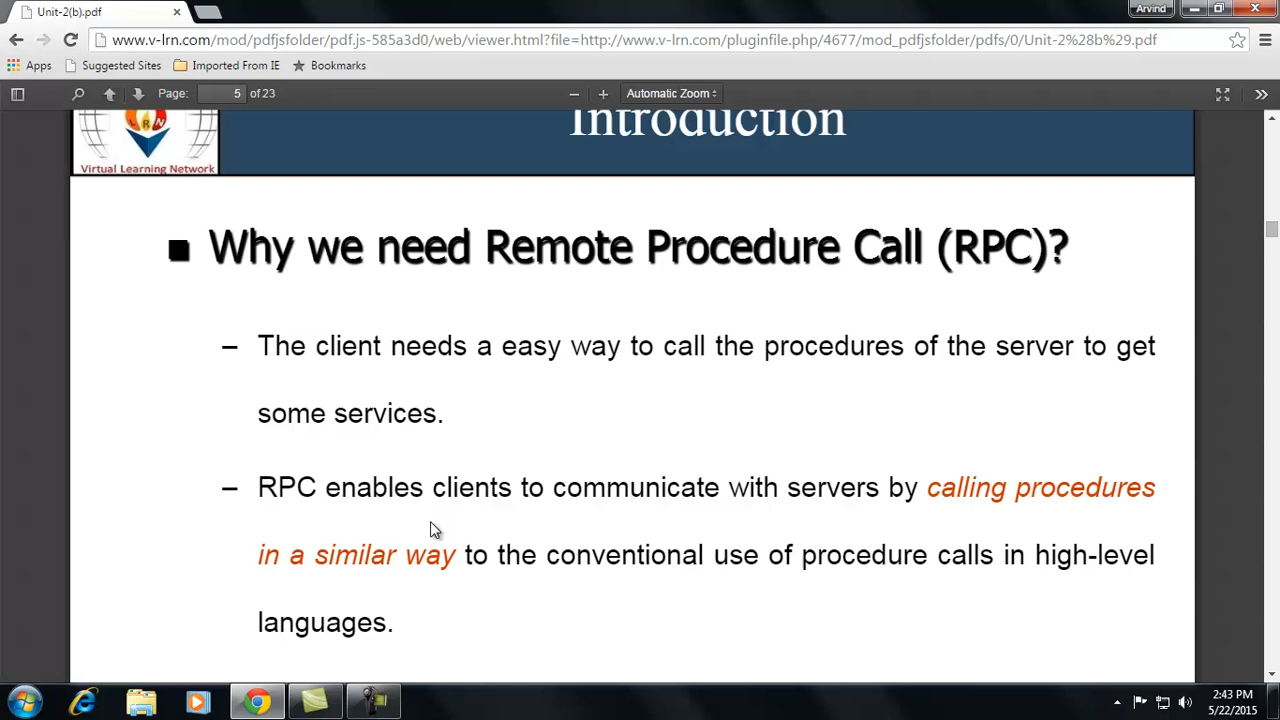 Unit-2(b).pdf
Arvind
www.v-lrn.com/mod/pdfjsfolder/pdf.js-585a3d0/web/viewer.html?file=http://www.v-lrn.com/pluginfile.php/4677/mod_pdfjsfolder/pdfs/0/Unit-2%28b%29.pdf
Apps Suggested Sites Imported From IE Bookmarks
Page: 5 of 23 Automatic Zoom
Introduction
LRN
Virtual Learning Network
■ Why we need Remote Procedure Call (RPC)?
– The client needs a easy way to call the procedures of the server to get
some services.
– RPC enables clients to communicate with servers by calling procedures
in a similar way to the conventional use of procedure calls in high-level
languages.
2:43 PM
5/22/2015